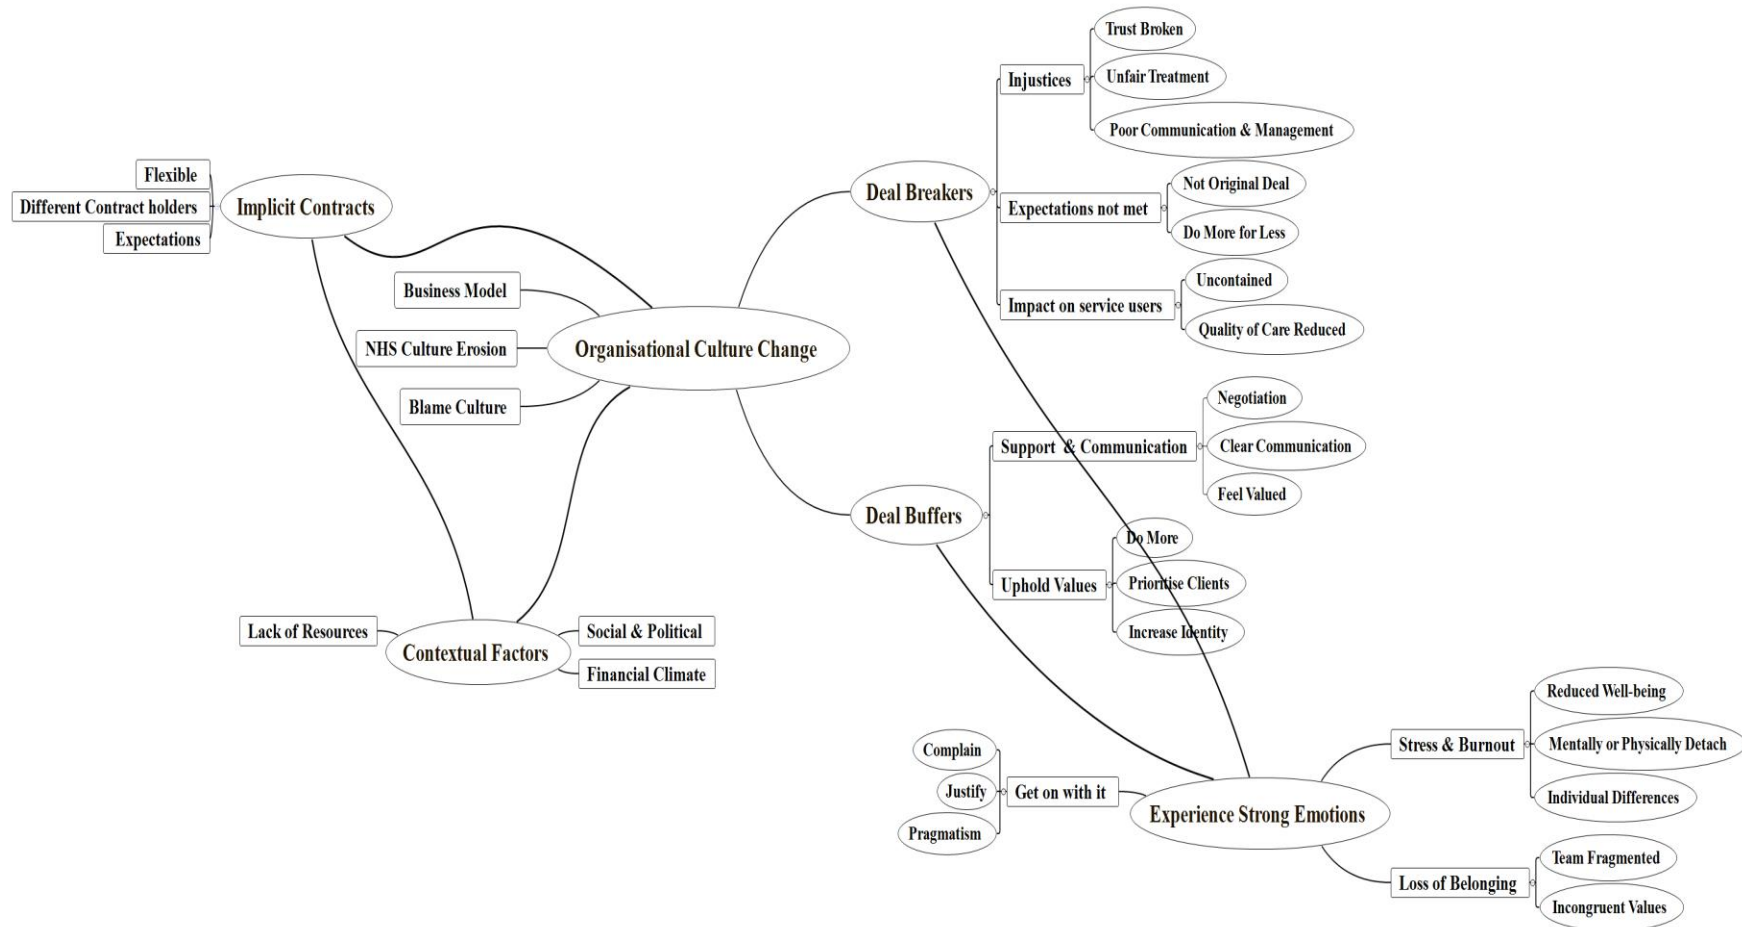 Flexible
Different Contract holders
Expectations
Implicit Contracts
Business Model
NHS Culture Erosion
Blame Culture
Organisational Culture Change
Lack of Resources
Contextual Factors
Social & Political
Financial Climate
Deal Breakers
Injustices
Trust Broken
Unfair Treatment
Poor Communication & Management
Expectations not met
Not Original Deal
Do More for Less
Impact on service users
Uncontained
Quality of Care Reduced
Deal Buffers
Support & Communication
Negotiation
Clear Communication
Feel Valued
Uphold Values
Do More
Prioritise Clients
Increase Identity
Complain
Justify
Pragmatism
Get on with it
Experience Strong Emotions
Stress & Burnout
Reduced Well-being
Mentally or Physically Detach
Individual Differences
Loss of Belonging
Team Fragmented
Incongruent Values